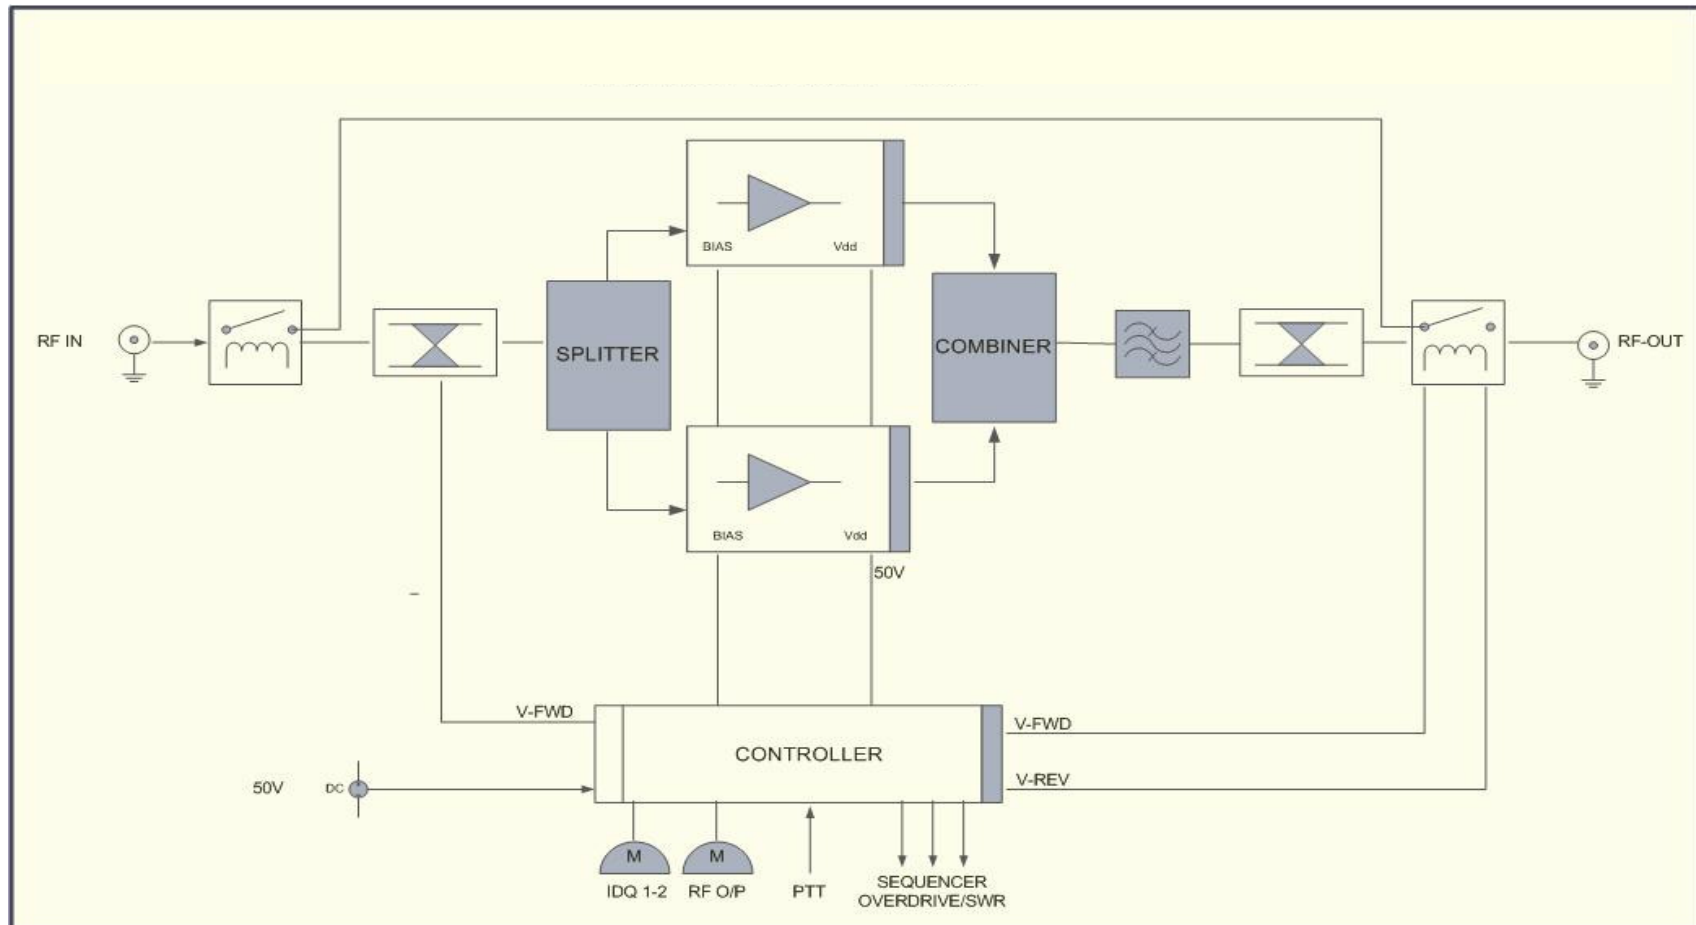 BIAS
Vdd
RF IN
SPLITTER
COMBINER
RF-OUT
BIAS
Vdd
50V
V-FWD
V-FWD
CONTROLLER
50V
DC
V-REV
M
M
IDQ 1-2
RF O/P
PTT
SEQUENCER
OVERDRIVE/SWR